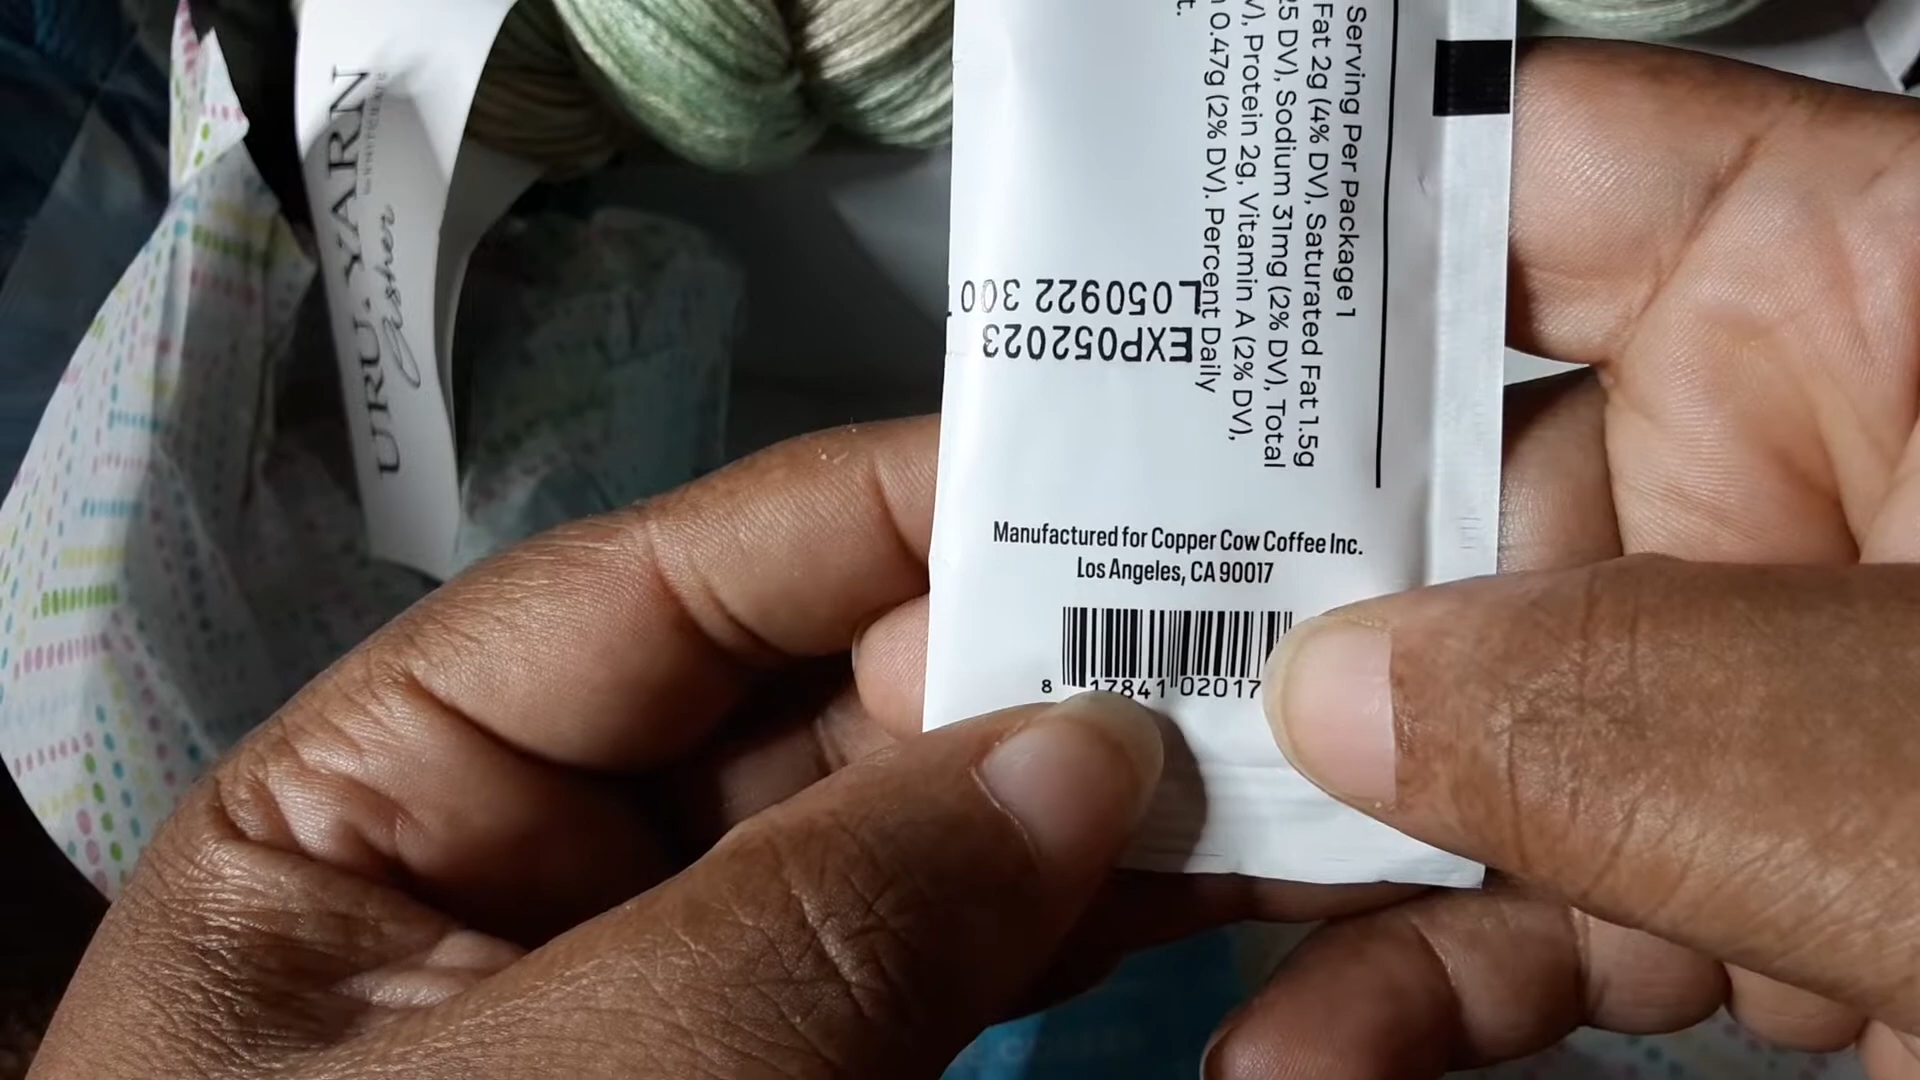 Serving Per Package 1
Fat 2g (4% DV), Saturated Fat 1.5g
DV), Sodium 31mg (2% DV), Total
Protein 2g, Vitamin A (2% DV),
0.47g (2% DV). Percent Daily
L050922 300
EXP052023
Manufactured for Copper Cow Coffee Inc.
Los Angeles, CA 90017
8 17841 02017
URU.YARN